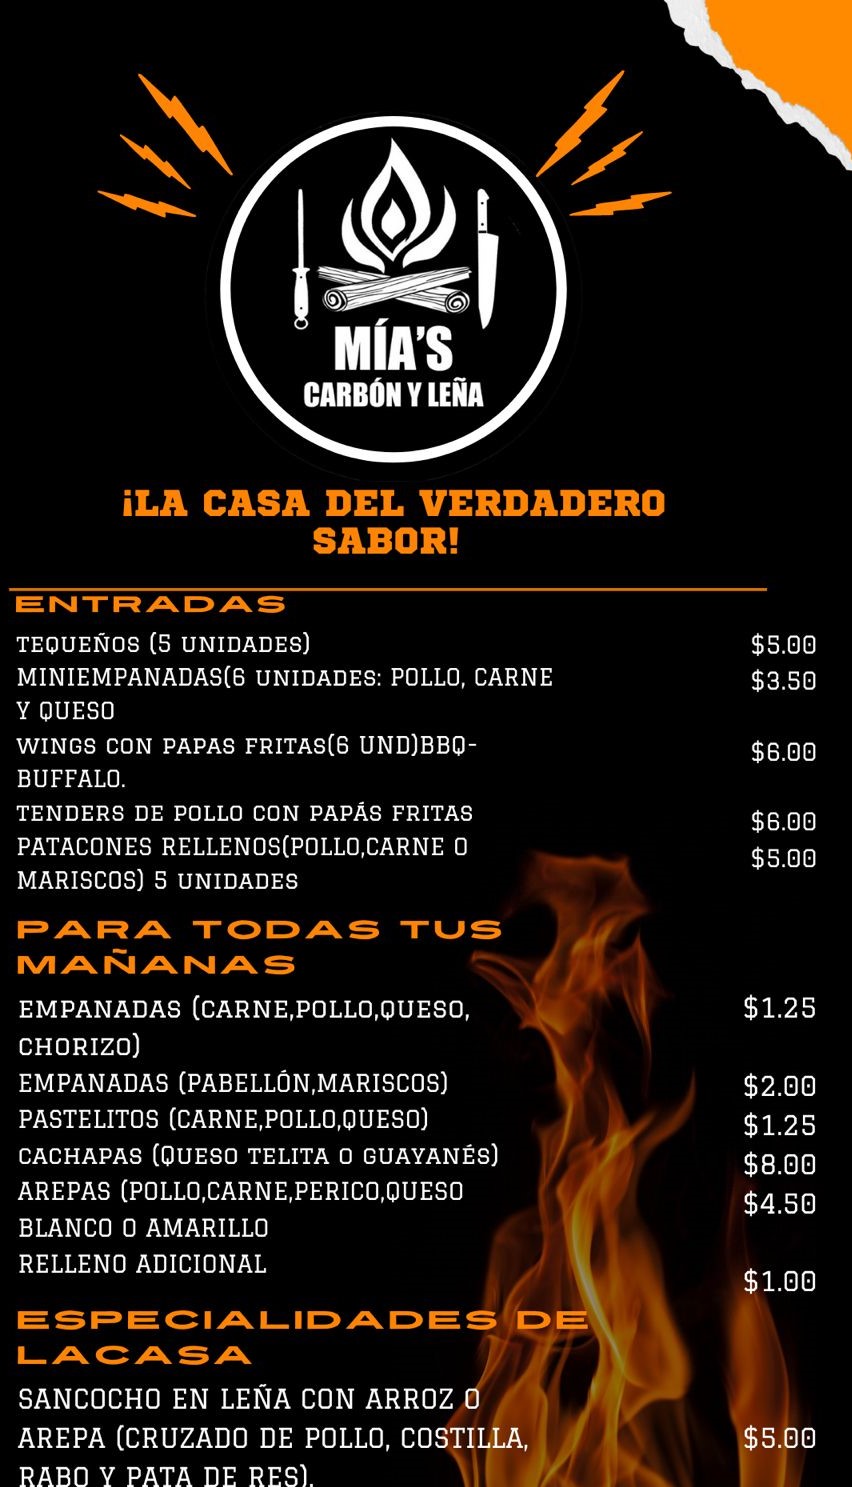 MÍA'S
CARBÓN Y LEÑA
¡LA CASA DEL VERDADERO
SABOR!
ENTRADAS
TEQUEÑOS (5 UNIDADES) $5.00
MINIEMPANADAS(6 UNIDADES: POLLO, CARNE $3.50
Y QUESO
WINGS CON PAPAS FRITAS(6 UND)BBQ- $6.00
BUFFALO.
TENDERS DE POLLO CON PAPÁS FRITAS $6.00
PATACONES RELLENOS(POLLO,CARNE O $5.00
MARISCOS) 5 UNIDADES
PARA TODAS TUS
MAÑANAS
EMPANADAS (CARNE,POLLO,QUESO, $1.25
CHORIZO)
EMPANADAS (PABELLÓN,MARISCOS) $2.00
PASTELITOS (CARNE,POLLO,QUESO) $1.25
CACHAPAS (QUESO TELITA O GUAYANÉS) $8.00
AREPAS (POLLO,CARNE,PERICO,QUESO $4.50
BLANCO O AMARILLO
RELLENO ADICIONAL $1.00
ESPECIALIDADES DE
LACASA
SANCOCHO EN LEÑA CON ARROZ O
AREPA (CRUZADO DE POLLO, COSTILLA, $5.00
RABO Y PATA DE RES).